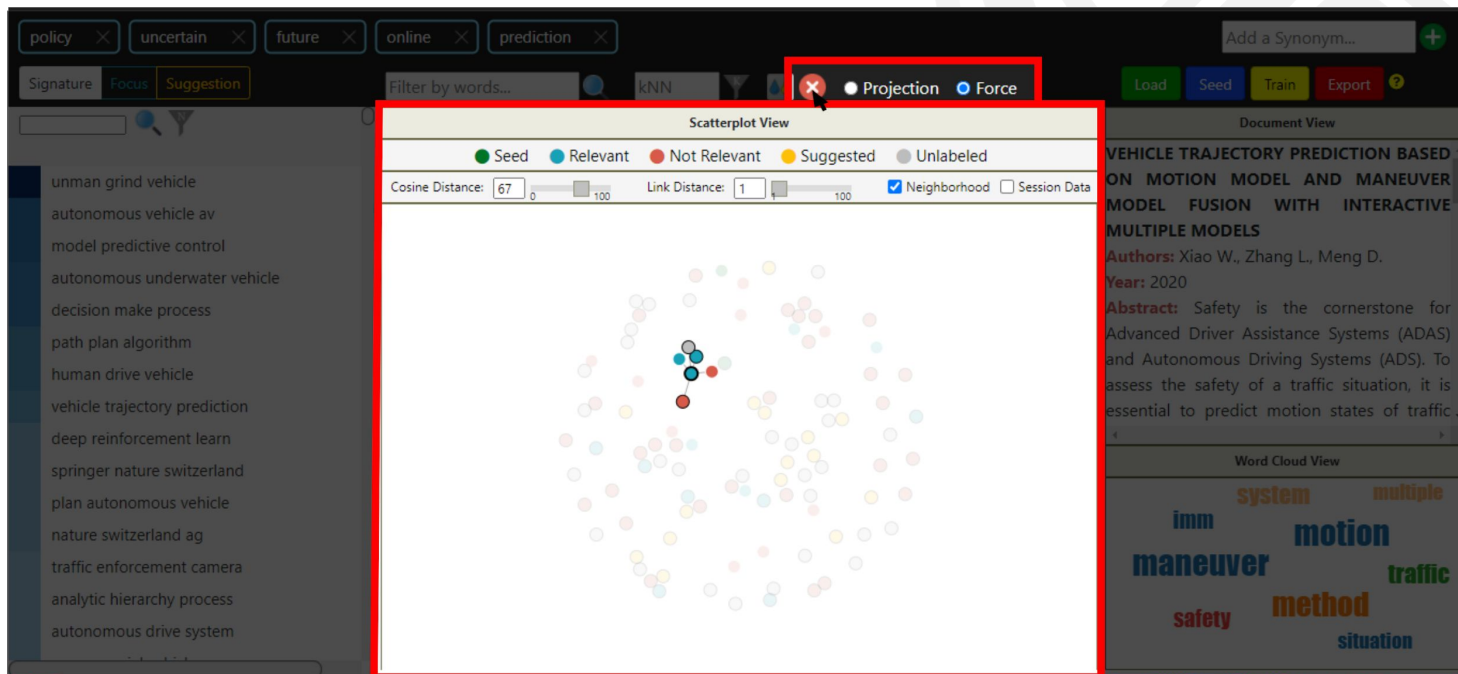 policy uncertain future online prediction Add a Synonym...
Signature Focus Suggestion Filter by words... kNN Projection Force Load Seed Train Export ?
Scatterplot View
Seed Relevant Not Relevant Suggested Unlabeled
Cosine Distance: 67 0 100 Link Distance: 1 1 100 Neighborhood Session Data
unman grind vehicle
autonomous vehicle av
model predictive control
autonomous underwater vehicle
decision make process
path plan algorithm
human drive vehicle
vehicle trajectory prediction
deep reinforcement learn
springer nature switzerland
plan autonomous vehicle
nature switzerland ag
traffic enforcement camera
analytic hierarchy process
autonomous drive system
Document View
VEHICLE TRAJECTORY PREDICTION BASED
ON MOTION MODEL AND MANEUVER
MODEL FUSION WITH INTERACTIVE
MULTIPLE MODELS
Authors: Xiao W., Zhang L., Meng D.
Year: 2020
Abstract: Safety is the cornerstone for
Advanced Driver Assistance Systems (ADAS)
and Autonomous Driving Systems (ADS). To
assess the safety of a traffic situation, it is
essential to predict motion states of traffic
Word Cloud View
system multiple
imm motion
maneuver traffic
safety method
situation